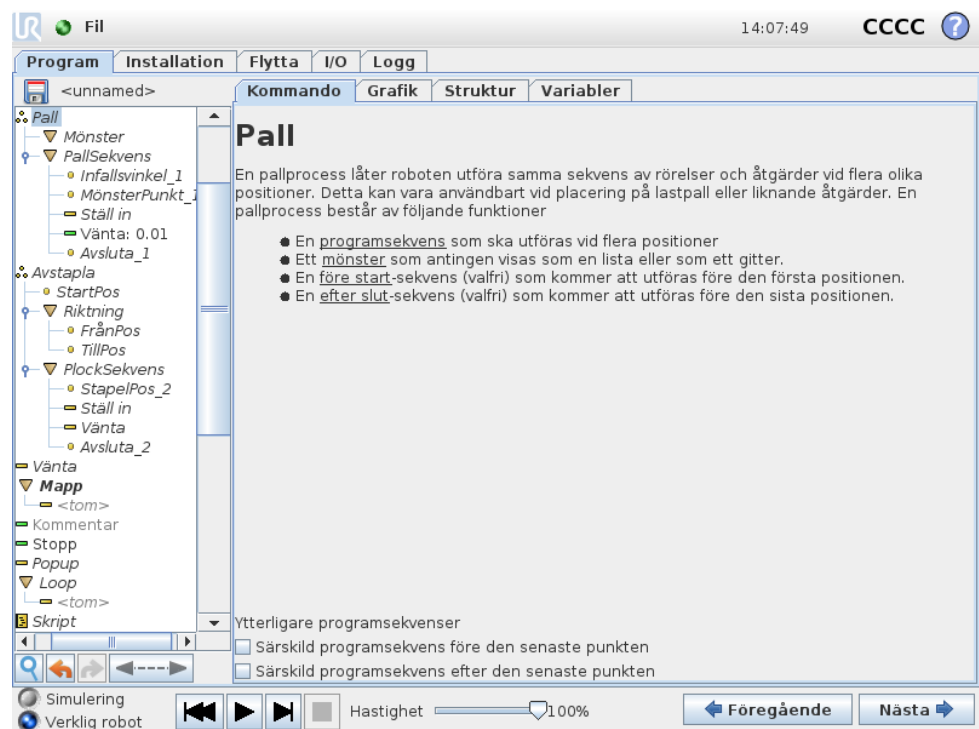 UR Fil 14:07:49 CCCC ?
Program Installation Flytta I/O Logg
<unnamed>
Kommando Grafik Struktur Variabler
Pall
Mönster
PallSekvens
Infallsvinkel_1
MönsterPunkt_1
Ställ in
Vänta: 0.01
Avsluta_1
Avstapla
StartPos
Riktning
FrånPos
TillPos
PlockSekvens
StapelPos_2
Ställ in
Vänta
Avsluta_2
Vänta
Mapp
<tom>
Kommentar
Stopp
Popup
Loop
<tom>
Skript
Pall
En pallprocess låter roboten utföra samma sekvens av rörelser och åtgärder vid flera olika
positioner. Detta kan vara användbart vid placering på lastpall eller liknande åtgärder. En
pallprocess består av följande funktioner
● En programsekvens som ska utföras vid flera positioner
● Ett mönster som antingen visas som en lista eller som ett gitter.
● En före start-sekvens (valfri) som kommer att utföras före den första positionen.
● En efter slut-sekvens (valfri) som kommer att utföras före den sista positionen.
Ytterligare programsekvenser
Särskild programsekvens före den senaste punkten
Särskild programsekvens efter den senaste punkten
Simulering
Verklig robot
Hastighet 100%
Föregående Nästa